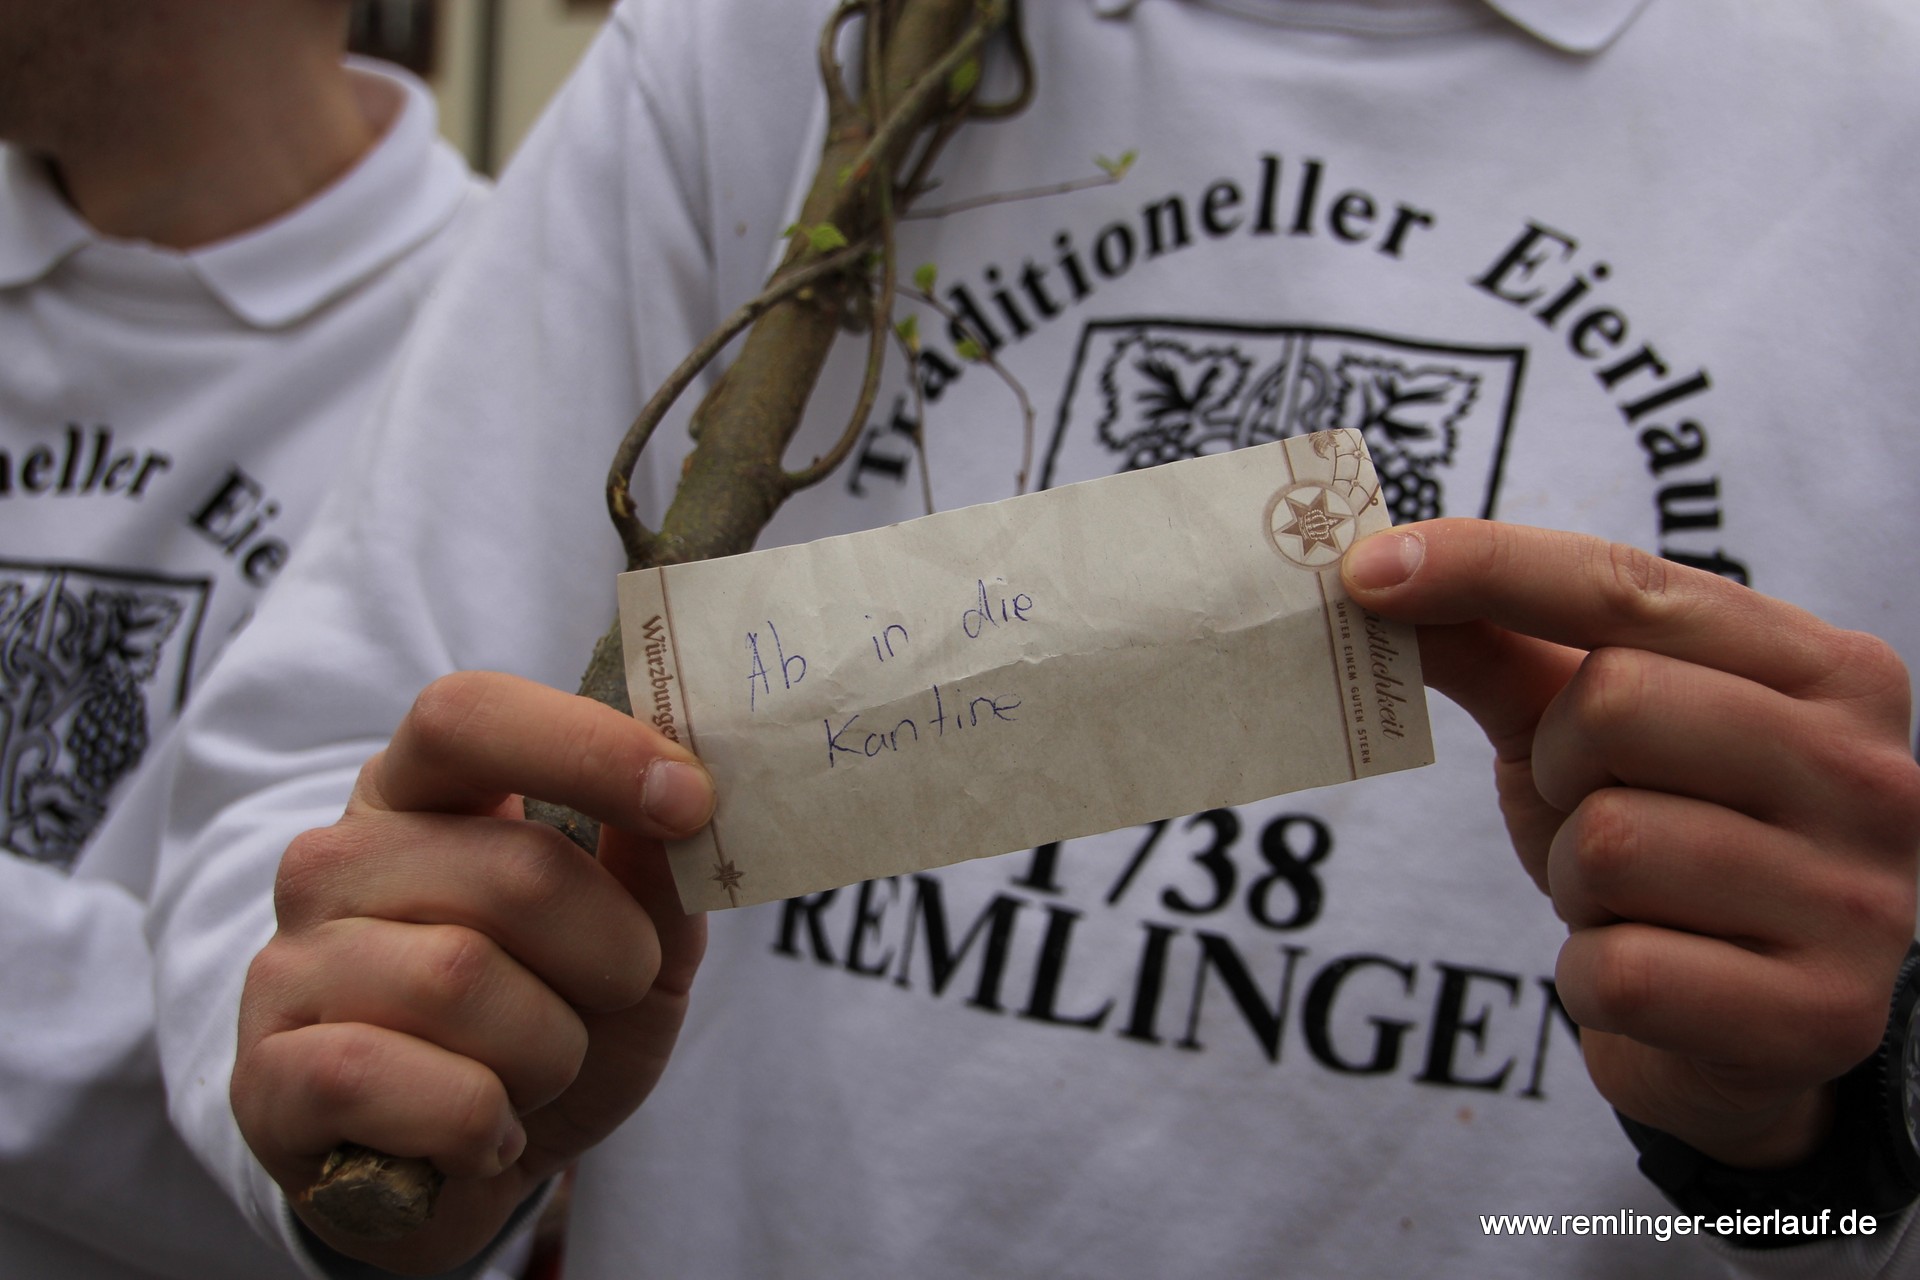 Traditioneller Eierlauf
neller Eie
Ab in die
Kantine
Würzburger
UNTER EINEM GUTEN STERN
1738
REMLINGEN
www.remlinger-eierlauf.de